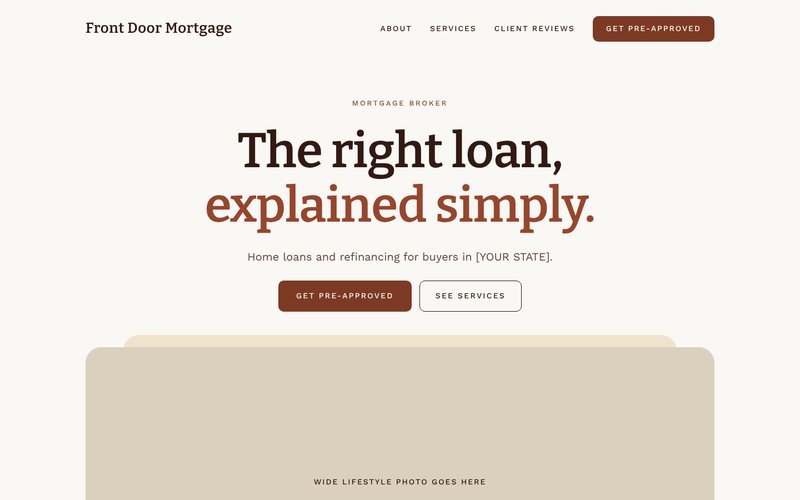 Front Door Mortgage
ABOUT
SERVICES
CLIENT REVIEWS
GET PRE-APPROVED
MORTGAGE BROKER
The right loan,
explained simply.
Home loans and refinancing for buyers in [YOUR STATE].
GET PRE-APPROVED
SEE SERVICES
WIDE LIFESTYLE PHOTO GOES HERE